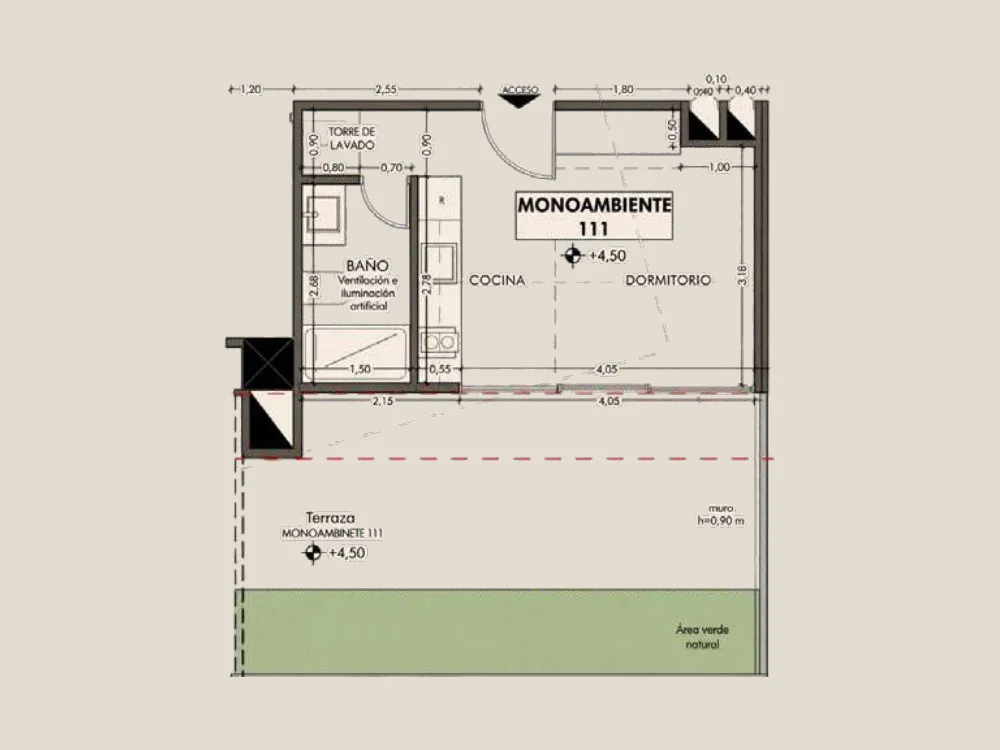 1,20
2,55
ACCESO
1,80
0,10
0,40
0,40
TORRE DE
LAVADO
0,90
0,90
0,50
0,80
0,70
1,00
R
MONOAMBIENTE
111
+4,50
BAÑO
Ventilación e
iluminación
artificial
COCINA
DORMITORIO
2,68
2,78
3,18
1,50
0,55
4,05
2,15
4,05
Terraza
MONOAMBINETE 111
+4,50
muro
h=0,90 m
Área verde
natural